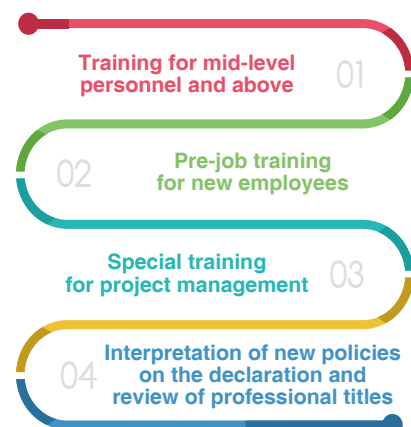 Training for mid-level
personnel and above
01
Pre-job training
for new employees
02
Special training
for project management
03
Interpretation of new policies
on the declaration and
review of professional titles
04